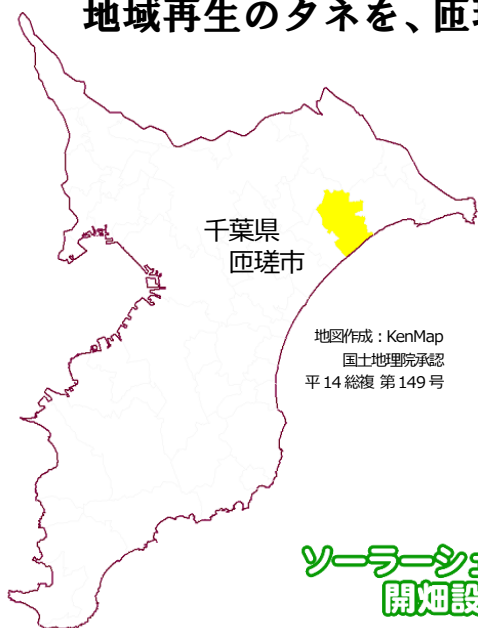 地域再生のタネを、匝
千葉県
匝瑳市
地図作成：KenMap
国土地理院承認
平 14 総複 第 149 号
ソーラーシェ
開畑設